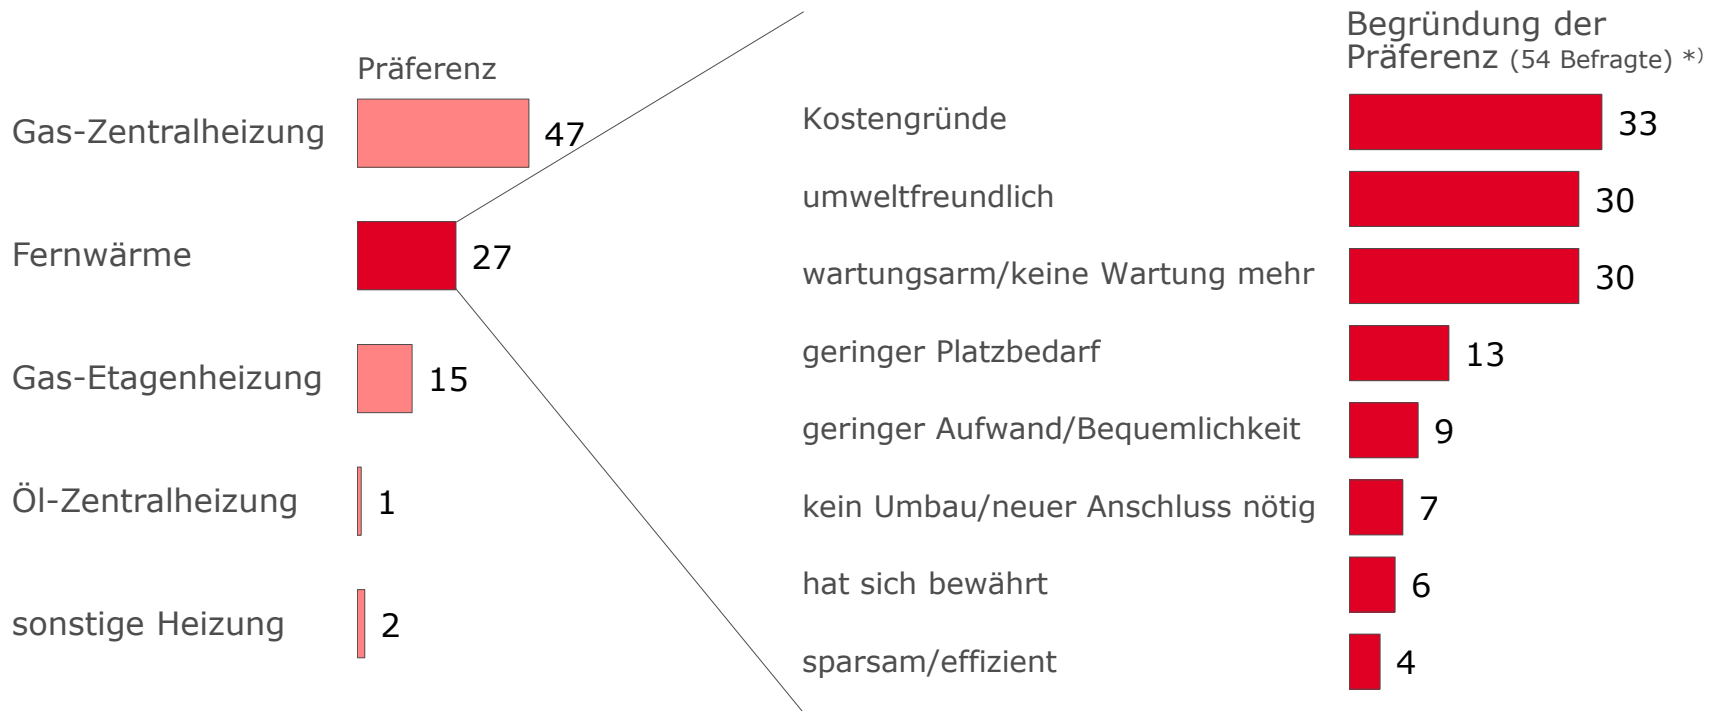 Präferenz
Gas-Zentralheizung 47
Fernwärme 27
Gas-Etagenheizung 15
Öl-Zentralheizung 1
sonstige Heizung 2
Begründung der
Präferenz (54 Befragte) *)
Kostengründe 33
umweltfreundlich 30
wartungsarm/keine Wartung mehr 30
geringer Platzbedarf 13
geringer Aufwand/Bequemlichkeit 9
kein Umbau/neuer Anschluss nötig 7
hat sich bewährt 6
sparsam/effizient 4